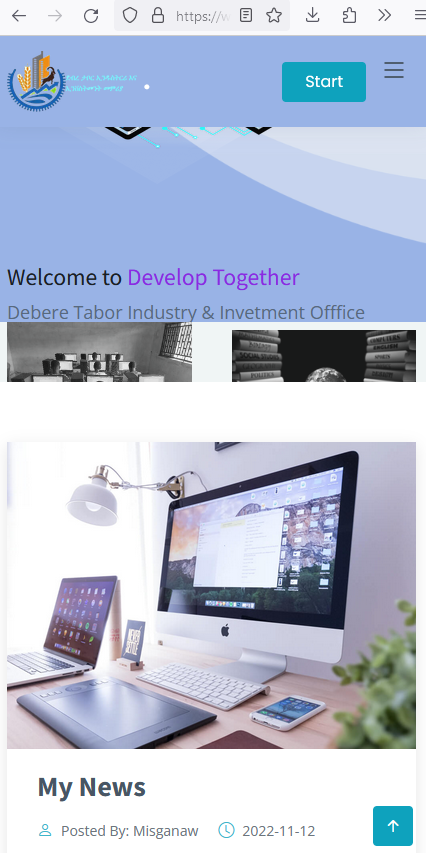 https://w
Start
Welcome to Develop Together
Debere Tabor Industry & Invetment Offfice
My News
Posted By: Misganaw
2022-11-12